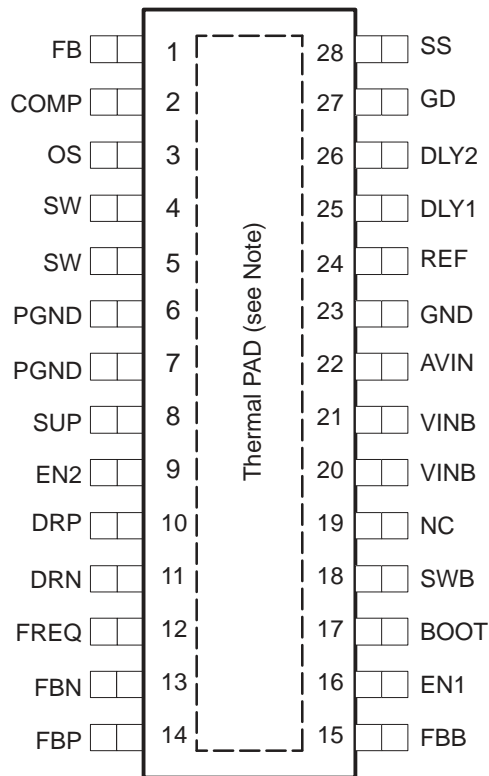 FB 1 28 SS
COMP 2 27 GD
OS 3 26 DLY2
SW 4 25 DLY1
SW 5 24 REF
PGND 6 23 GND
PGND 7 22 AVIN
SUP 8 21 VINB
EN2 9 20 VINB
DRP 10 19 NC
DRN 11 18 SWB
FREQ 12 17 BOOT
FBN 13 16 EN1
FBP 14 15 FBB
Thermal PAD (see Note)